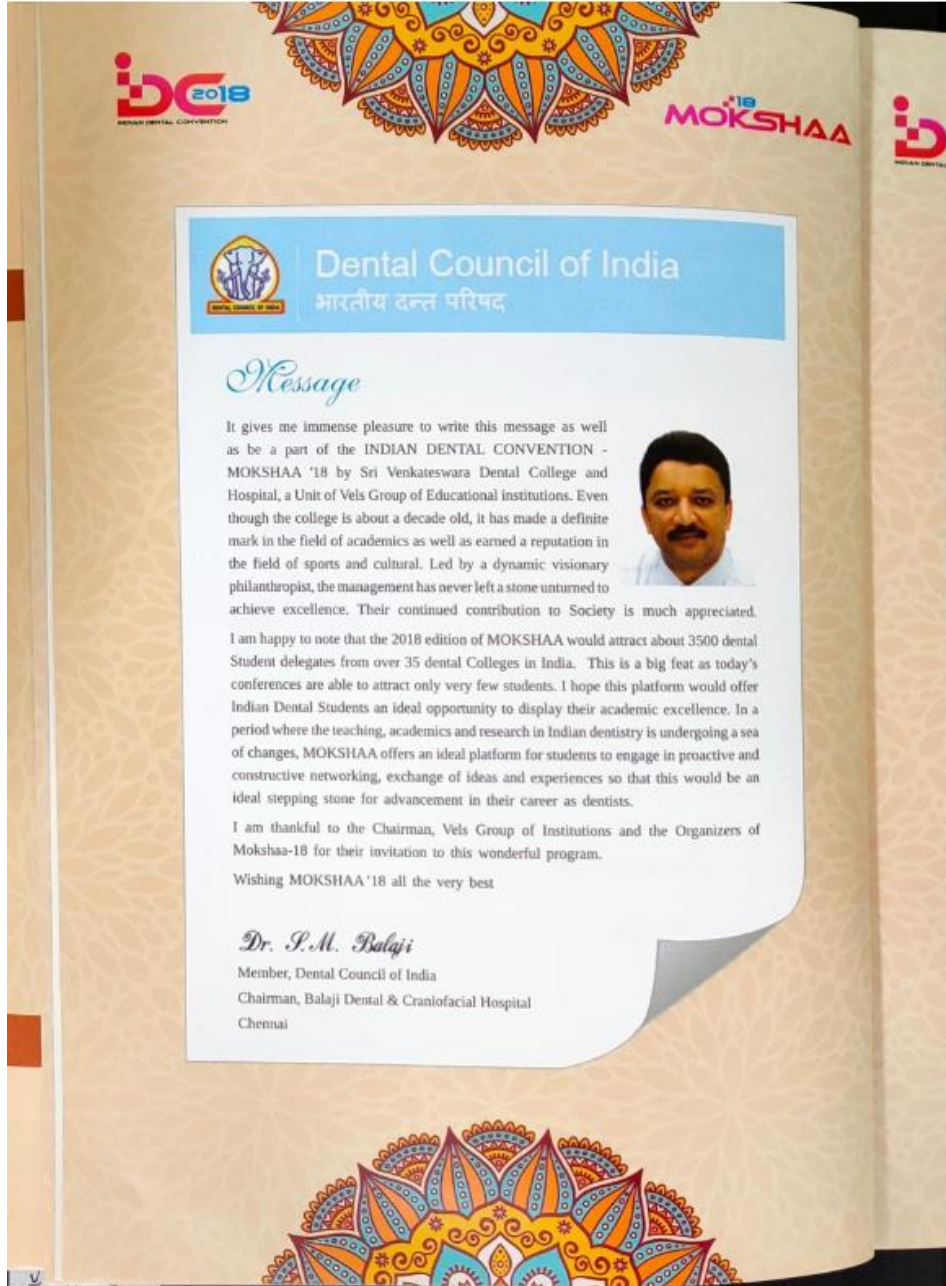 IDC 2018
INDIAN DENTAL CONVENTION
MOKSHAA '18
Dental Council of India
भारतीय दन्त परिषद
DENTAL COUNCIL OF INDIA
Message
It gives me immense pleasure to write this message as well
as be a part of the INDIAN DENTAL CONVENTION -
MOKSHAA '18 by Sri Venkateswara Dental College and
Hospital, a Unit of Vels Group of Educational institutions. Even
though the college is about a decade old, it has made a definite
mark in the field of academics as well as earned a reputation in
the field of sports and cultural. Led by a dynamic visionary
philanthropist, the management has never left a stone unturned to
achieve excellence. Their continued contribution to Society is much appreciated.
I am happy to note that the 2018 edition of MOKSHAA would attract about 3500 dental
Student delegates from over 35 dental Colleges in India. This is a big feat as today's
conferences are able to attract only very few students. I hope this platform would offer
Indian Dental Students an ideal opportunity to display their academic excellence. In a
period where the teaching, academics and research in Indian dentistry is undergoing a sea
of changes, MOKSHAA offers an ideal platform for students to engage in proactive and
constructive networking, exchange of ideas and experiences so that this would be an
ideal stepping stone for advancement in their career as dentists.
I am thankful to the Chairman, Vels Group of Institutions and the Organizers of
Mokshaa-18 for their invitation to this wonderful program.
Wishing MOKSHAA '18 all the very best
Dr. S.M. Balaji
Member, Dental Council of India
Chairman, Balaji Dental & Craniofacial Hospital
Chennai